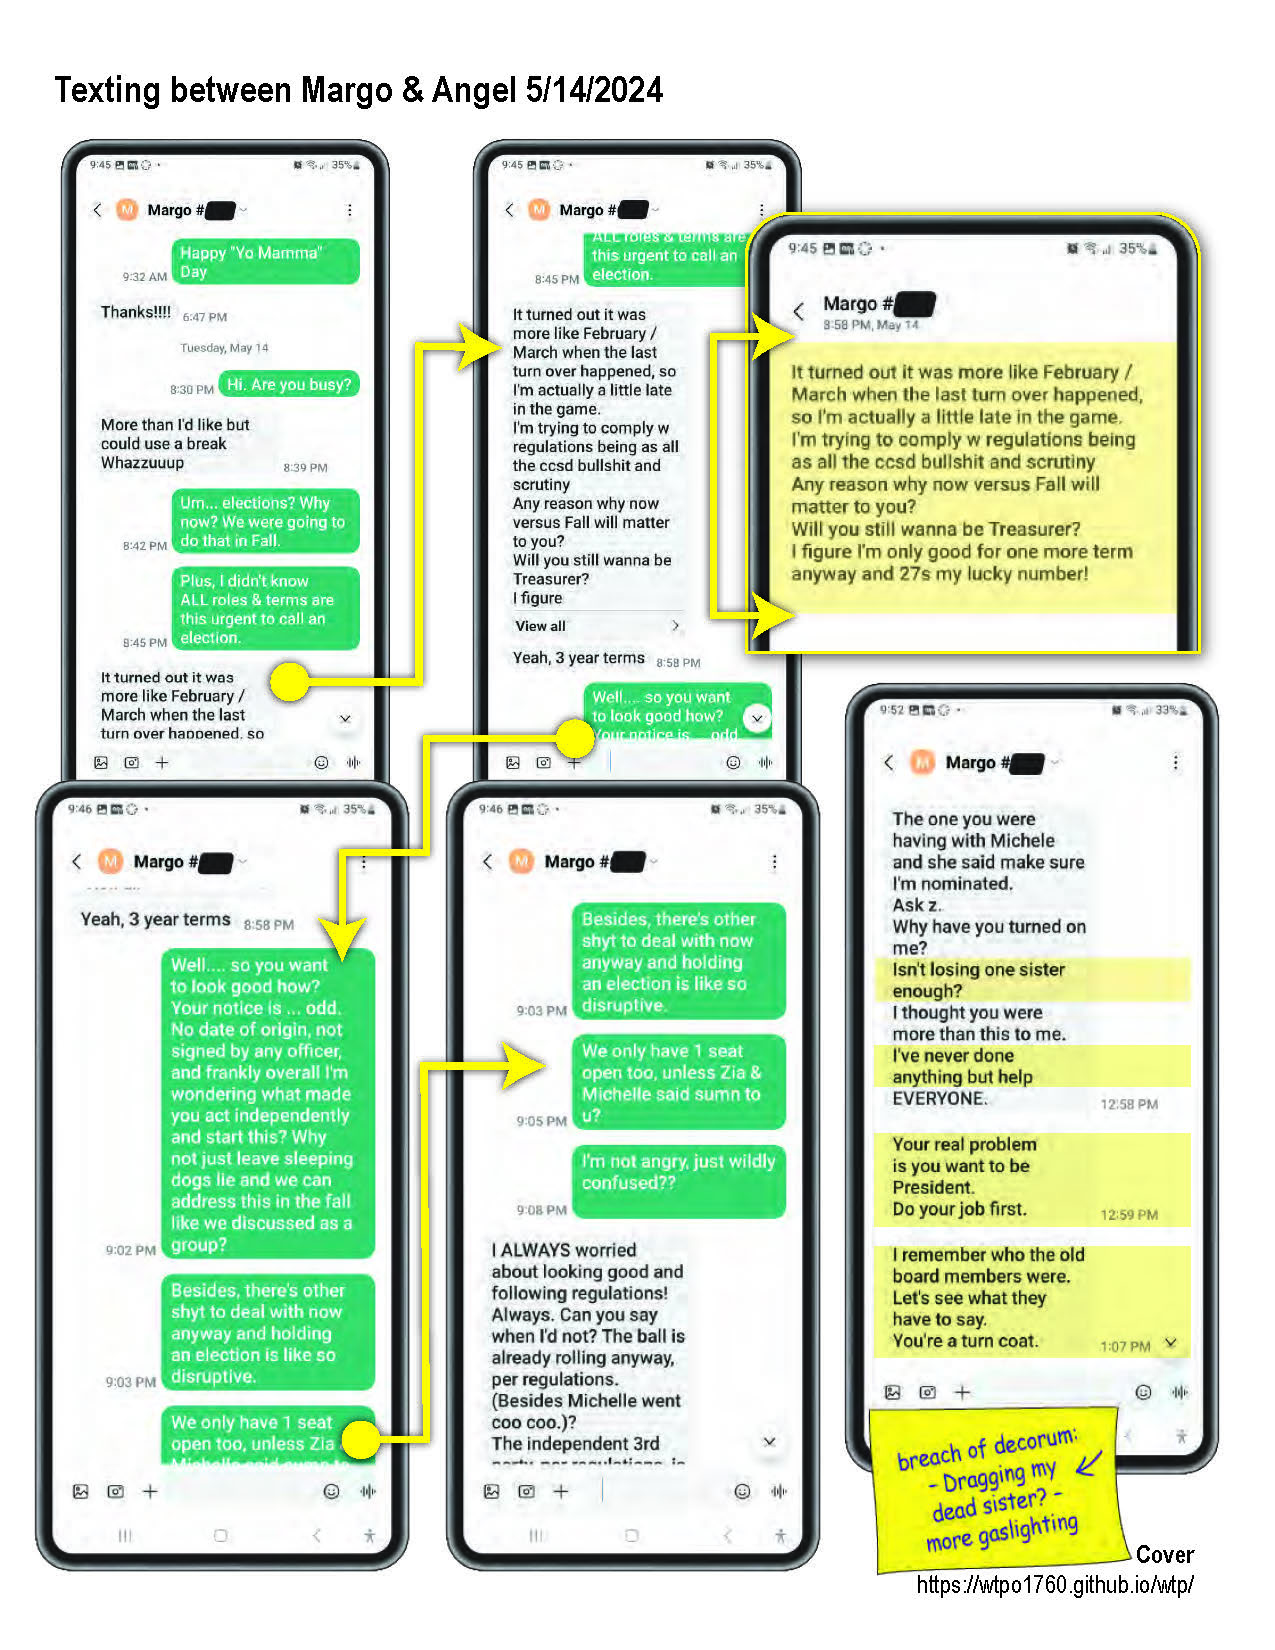 Texting between Margo & Angel 5/14/2024
9:45
35%
Margo #
Happy "Yo Mamma"
Day
9:32 AM
Thanks!!!! 6:47 PM
Tuesday, May 14
8:30 PM Hi. Are you busy?
More than I'd like but
could use a break
Whazzuuup
8:39 PM
Um... elections? Why
now? We were going to
do that in Fall.
8:42 PM
Plus, I didn't know
ALL roles & terms are
this urgent to call an
election.
8:45 PM
It turned out it was
more like February /
March when the last
turn over happened, so
9:45
35%
Margo #
ALL roles & terms are
this urgent to call an
election.
8:45 PM
It turned out it was
more like February /
March when the last
turn over happened, so
I'm actually a little late
in the game.
I'm trying to comply w
regulations being as all
the ccsd bullshit and
scrutiny
Any reason why now
versus Fall will matter
to you?
Will you still wanna be
Treasurer?
I figure
View all
Yeah, 3 year terms 8:58 PM
Well.... so you want
to look good how?
Your notice is ... odd.
9:45
35%
Margo #
8:58 PM, May 14
It turned out it was more like February /
March when the last turn over happened,
so I'm actually a little late in the game.
I'm trying to comply w regulations being
as all the ccsd bullshit and scrutiny
Any reason why now versus Fall will
matter to you?
Will you still wanna be Treasurer?
I figure I'm only good for one more term
anyway and 27s my lucky number!
9:46
35%
Margo #
Yeah, 3 year terms 8:58 PM
Well.... so you want
to look good how?
Your notice is ... odd.
No date of origin, not
signed by any officer,
and frankly overall I'm
wondering what made
you act independently
and start this? Why
not just leave sleeping
dogs lie and we can
address this in the fall
like we discussed as a
group?
9:02 PM
Besides, there's other
shyt to deal with now
anyway and holding
an election is like so
disruptive.
9:03 PM
We only have 1 seat
open too, unless Zia
9:46
35%
Margo #
Besides, there's other
shyt to deal with now
anyway and holding
an election is like so
disruptive.
9:03 PM
We only have 1 seat
open too, unless Zia &
Michelle said sumn to
u?
9:05 PM
I'm not angry, just wildly
confused??
9:08 PM
I ALWAYS worried
about looking good and
following regulations!
Always. Can you say
when I'd not? The ball is
already rolling anyway,
per regulations.
(Besides Michelle went
coo coo.)?
The independent 3rd
party, per regulations, is
9:52
33%
Margo #
The one you were
having with Michele
and she said make sure
I'm nominated.
Ask z.
Why have you turned on
me?
Isn't losing one sister
enough?
I thought you were
more than this to me.
I've never done
anything but help
EVERYONE.
12:58 PM
Your real problem
is you want to be
President.
Do your job first.
12:59 PM
I remember who the old
board members were.
Let's see what they
have to say.
You're a turn coat.
1:07 PM
breach of decorum:
- Dragging my
dead sister? -
more gaslighting
Cover
https://wtpo1760.github.io/wtp/